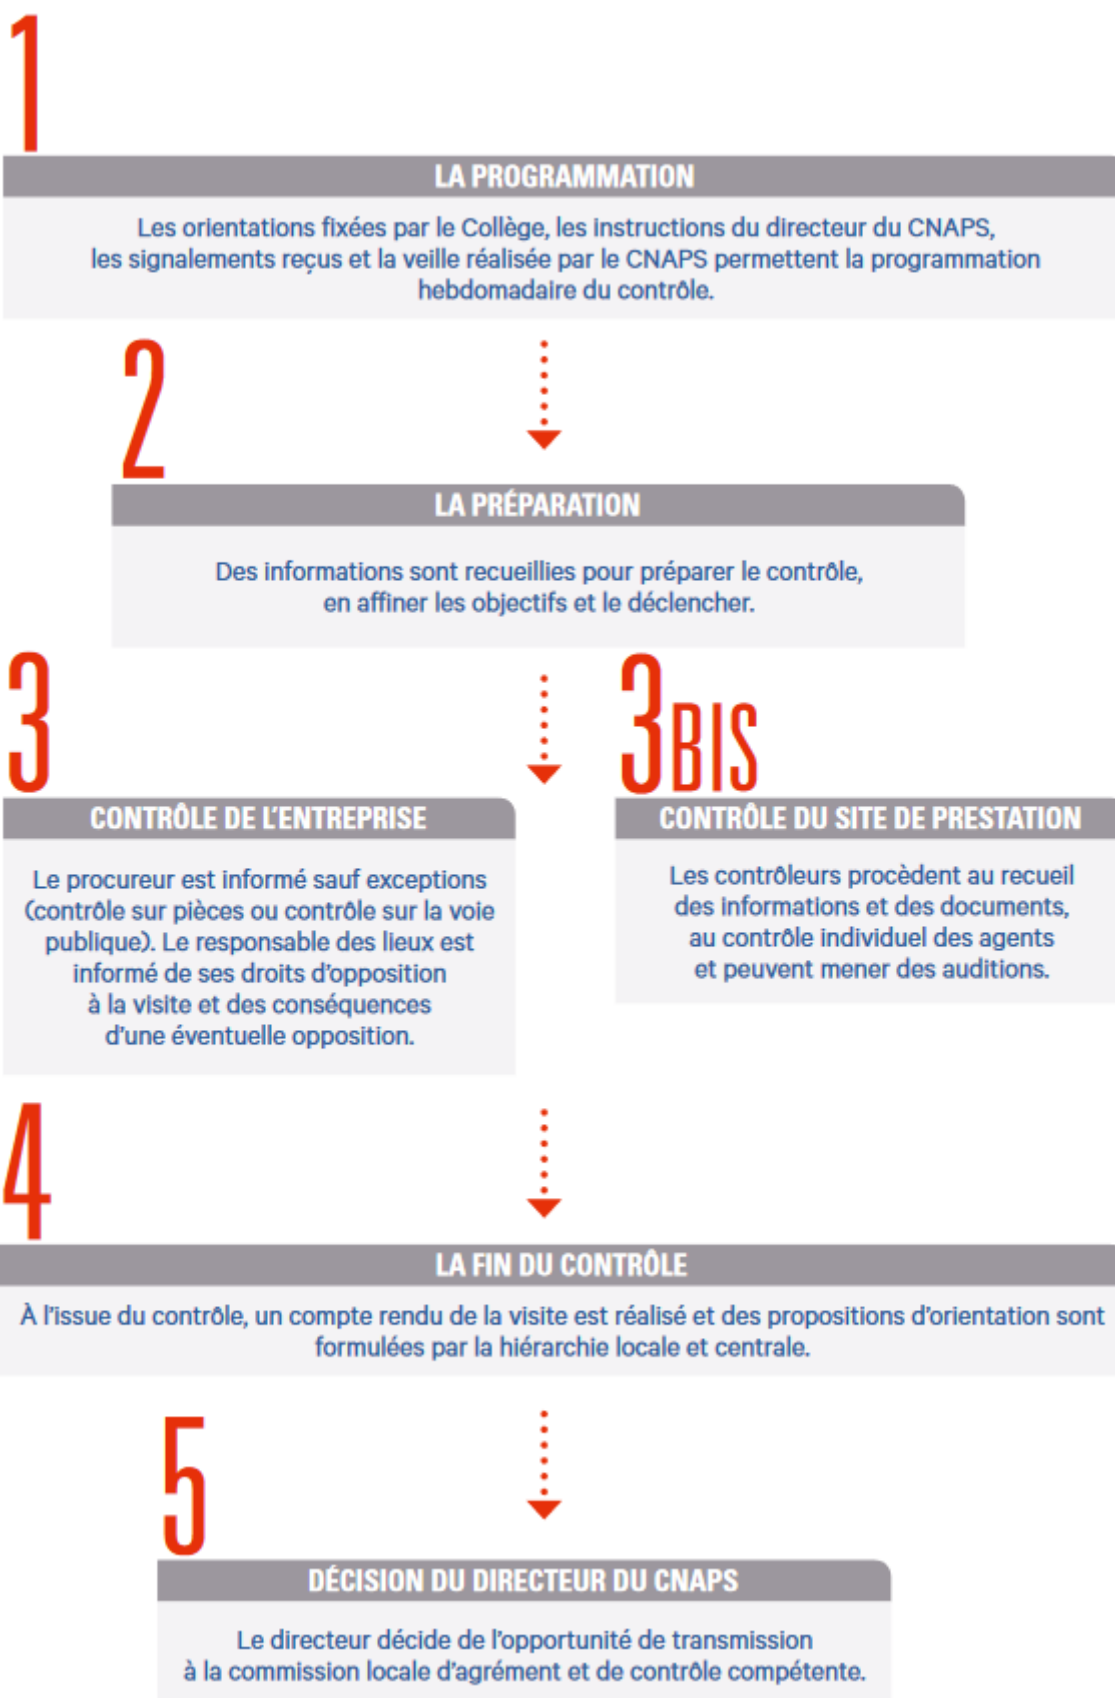 1
LA PROGRAMMATION
Les orientations fixées par le Collège, les instructions du directeur du CNAPS,
les signalements reçus et la veille réalisée par le CNAPS permettent la programmation
hebdomadaire du contrôle.
2
LA PRÉPARATION
Des informations sont recueillies pour préparer le contrôle,
en affiner les objectifs et le déclencher.
3
CONTRÔLE DE L'ENTREPRISE
Le procureur est informé sauf exceptions
(contrôle sur pièces ou contrôle sur la voie
publique). Le responsable des lieux est
informé de ses droits d'opposition
à la visite et des conséquences
d'une éventuelle opposition.
3BIS
CONTRÔLE DU SITE DE PRESTATION
Les contrôleurs procèdent au recueil
des informations et des documents,
au contrôle individuel des agents
et peuvent mener des auditions.
4
LA FIN DU CONTRÔLE
À l'issue du contrôle, un compte rendu de la visite est réalisé et des propositions d'orientation sont
formulées par la hiérarchie locale et centrale.
5
DÉCISION DU DIRECTEUR DU CNAPS
Le directeur décide de l'opportunité de transmission
à la commission locale d'agrément et de contrôle compétente.